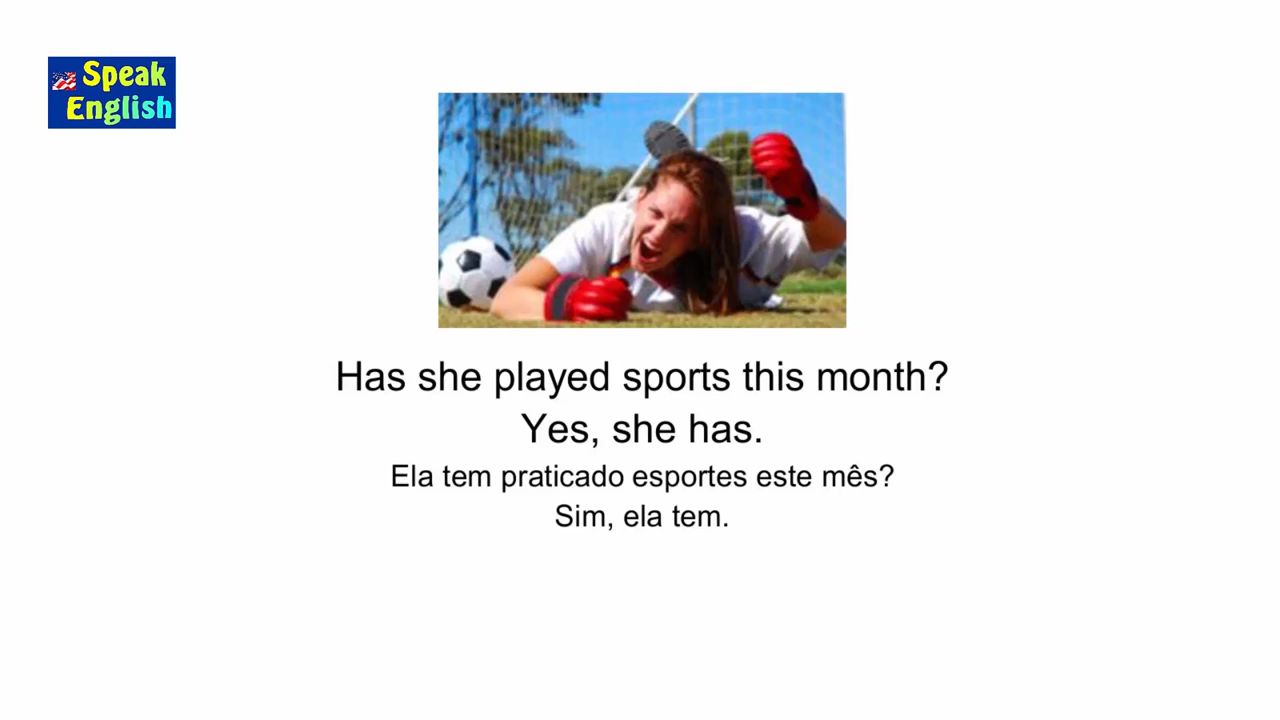 Speak
English
Has she played sports this month?
Yes, she has.
Ela tem praticado esportes este mês?
Sim, ela tem.